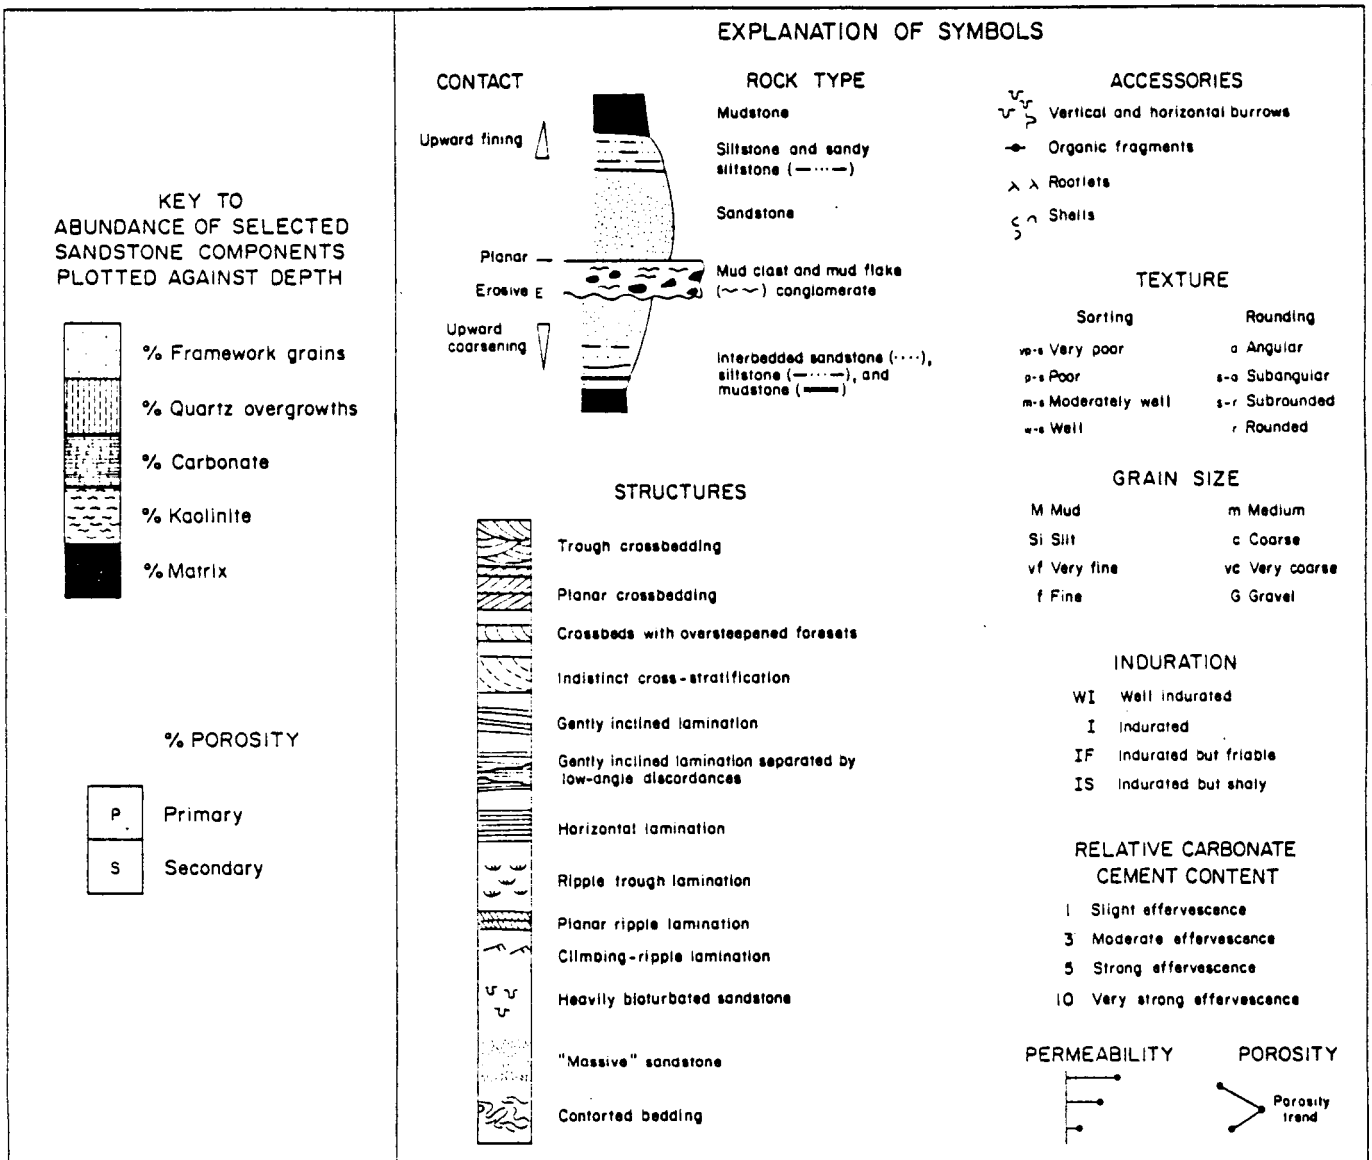 KEY TO
ABUNDANCE OF SELECTED
SANDSTONE COMPONENTS
PLOTTED AGAINST DEPTH
% Framework grains
% Quartz overgrowths
% Carbonate
% Kaolinite
% Matrix
% POROSITY
P Primary
S Secondary
EXPLANATION OF SYMBOLS
CONTACT
Upward fining
Planar
Erosive E
Upward
coarsening
ROCK TYPE
Mudstone
Siltstone and sandy
siltstone (—···—)
Sandstone
Mud clast and mud flake
(~~) conglomerate
Interbedded sandstone (····),
siltstone (—···—), and
mudstone (▬)
STRUCTURES
Trough crossbedding
Planar crossbedding
Crossbeds with oversteepened foresets
Indistinct cross-stratification
Gently inclined lamination
Gently inclined lamination separated by
low-angle discordances
Horizontal lamination
Ripple trough lamination
Planar ripple lamination
Climbing-ripple lamination
Heavily bioturbated sandstone
"Massive" sandstone
Contorted bedding
ACCESSORIES
Vertical and horizontal burrows
Organic fragments
Rootlets
Shells
TEXTURE
Sorting Rounding
vp-s Very poor a Angular
p-s Poor s-a Subangular
m-s Moderately well s-r Subrounded
w-s Well r Rounded
GRAIN SIZE
M Mud m Medium
Si Silt c Coarse
vf Very fine vc Very coarse
f Fine G Gravel
INDURATION
WI Well indurated
I Indurated
IF Indurated but friable
IS Indurated but shaly
RELATIVE CARBONATE
CEMENT CONTENT
1 Slight effervescence
3 Moderate effervescence
5 Strong effervescence
10 Very strong effervescence
PERMEABILITY POROSITY
Porosity
trend